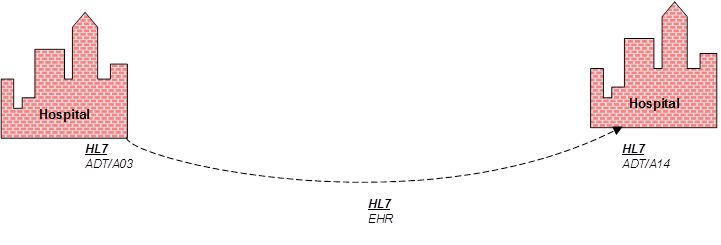 Hospital
Hospital
HL7
ADT/A03
HL7
ADT/A14
HL7
EHR